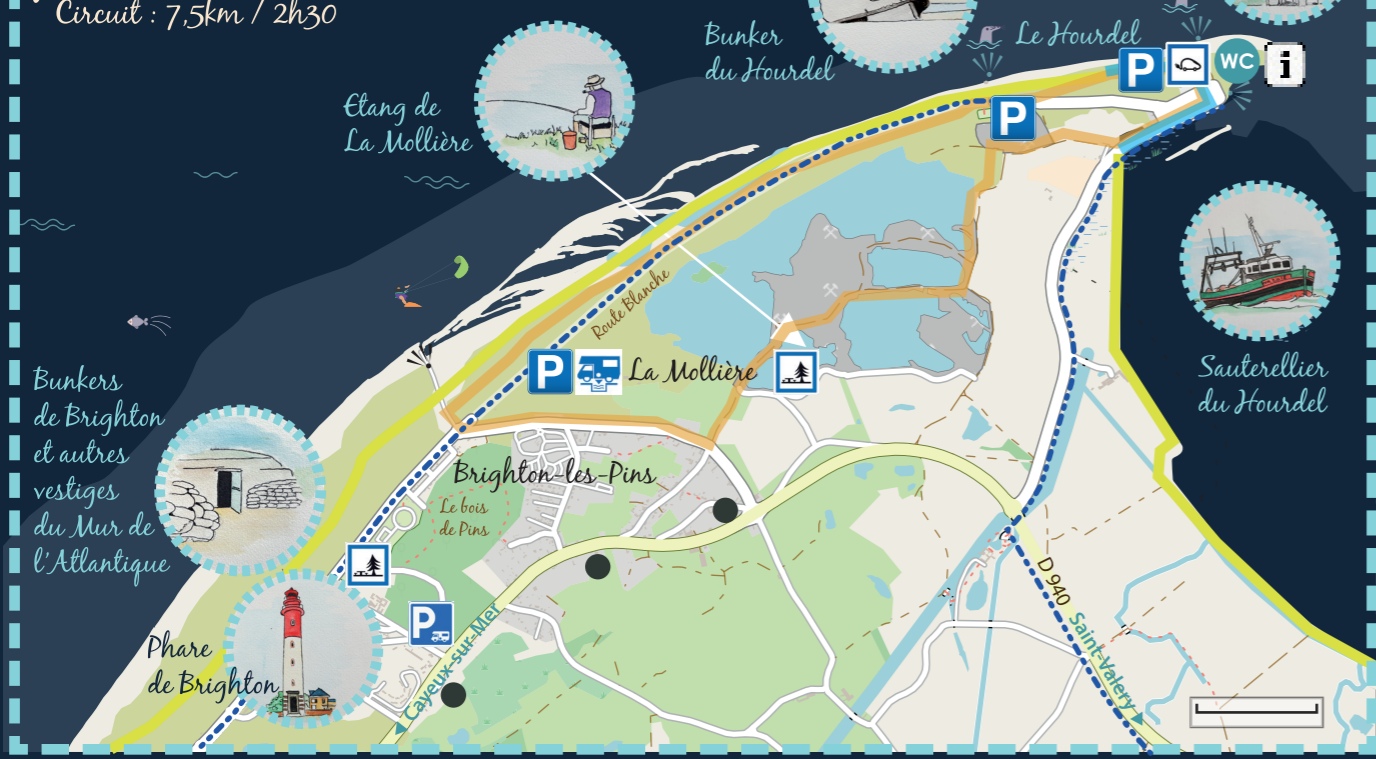 Circuit : 7,5km / 2h30
Bunker
du Hourdel
Le Hourdel
P
WC
i
P
Etang de
La Mollière
Route Blanche
P
La Mollière
Sauterellier
du Hourdel
Bunkers
de Brighton
et autres
vestiges
du Mur de
l'Atlantique
Brighton-les-Pins
Le bois
de Pins
D 940
Saint-Valery
P
Cayeux-sur-Mer
Phare
de Brighton